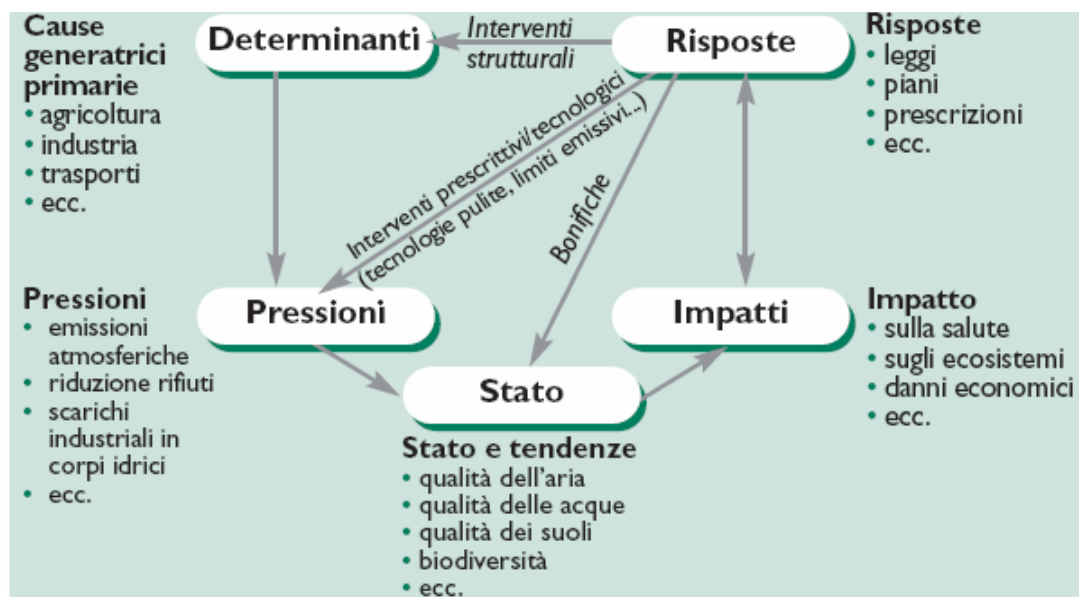 Cause
generatrici
primarie
• agricoltura
• industria
• trasporti
• ecc.
Determinanti
Interventi
strutturali
Risposte
Risposte
• leggi
• piani
• prescrizioni
• ecc.
Interventi prescrittivi/tecnologici
(tecnologie pulite, limiti emissivi...)
Bonifiche
Pressioni
• emissioni
atmosferiche
• riduzione rifiuti
• scarichi
industriali in
corpi idrici
• ecc.
Pressioni
Stato
Impatti
Impatto
• sulla salute
• sugli ecosistemi
• danni economici
• ecc.
Stato e tendenze
• qualità dell'aria
• qualità delle acque
• qualità dei suoli
• biodiversità
• ecc.